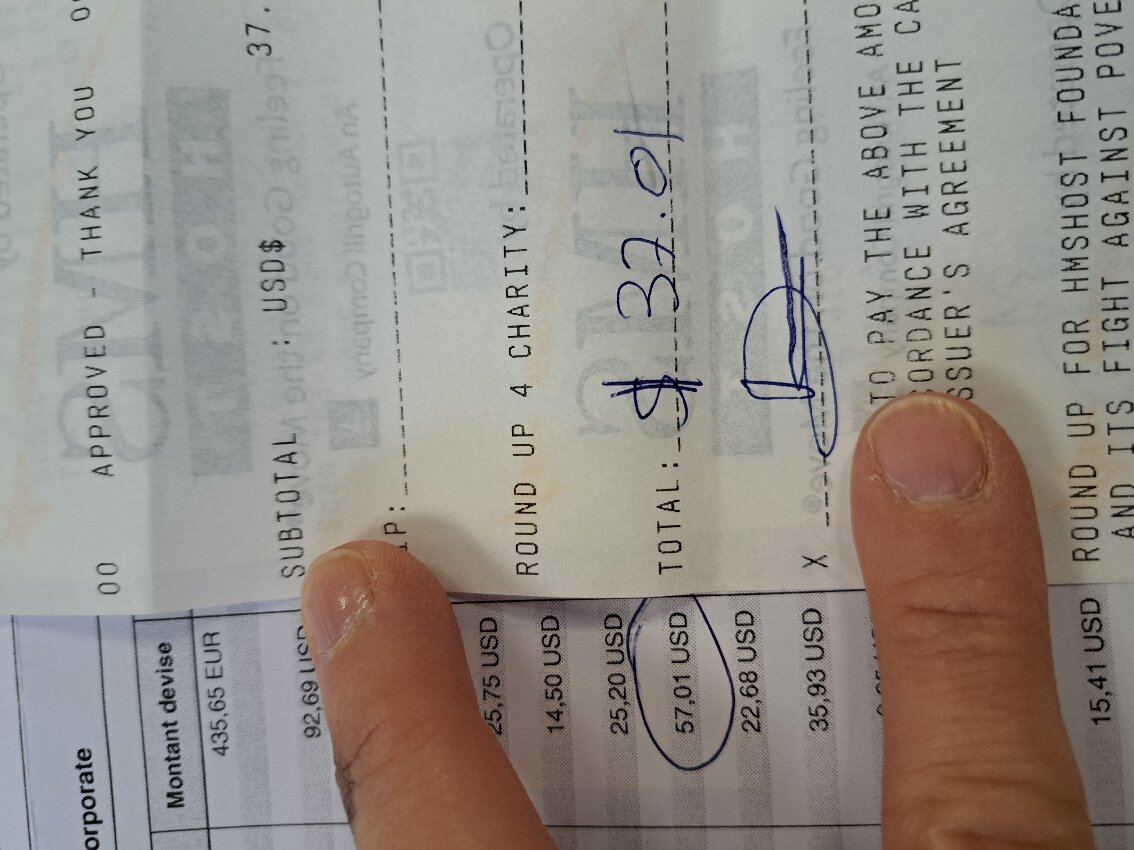 00 APPROVED - THANK YOU
SUBTOTAL : USD$ 37.
IP:
ROUND UP 4 CHARITY:
TOTAL: $ 37.01
X
TO PAY THE ABOVE AMO
ORDANCE WITH THE CA
SSUER'S AGREEMENT
ROUND UP FOR HMSHOST FOUNDA
AND ITS FIGHT AGAINST POVE
orporate
Montant devise
435,65 EUR
92,69 USD
25,75 USD
14,50 USD
25,20 USD
57,01 USD
22,68 USD
35,93 USD
15,41 USD